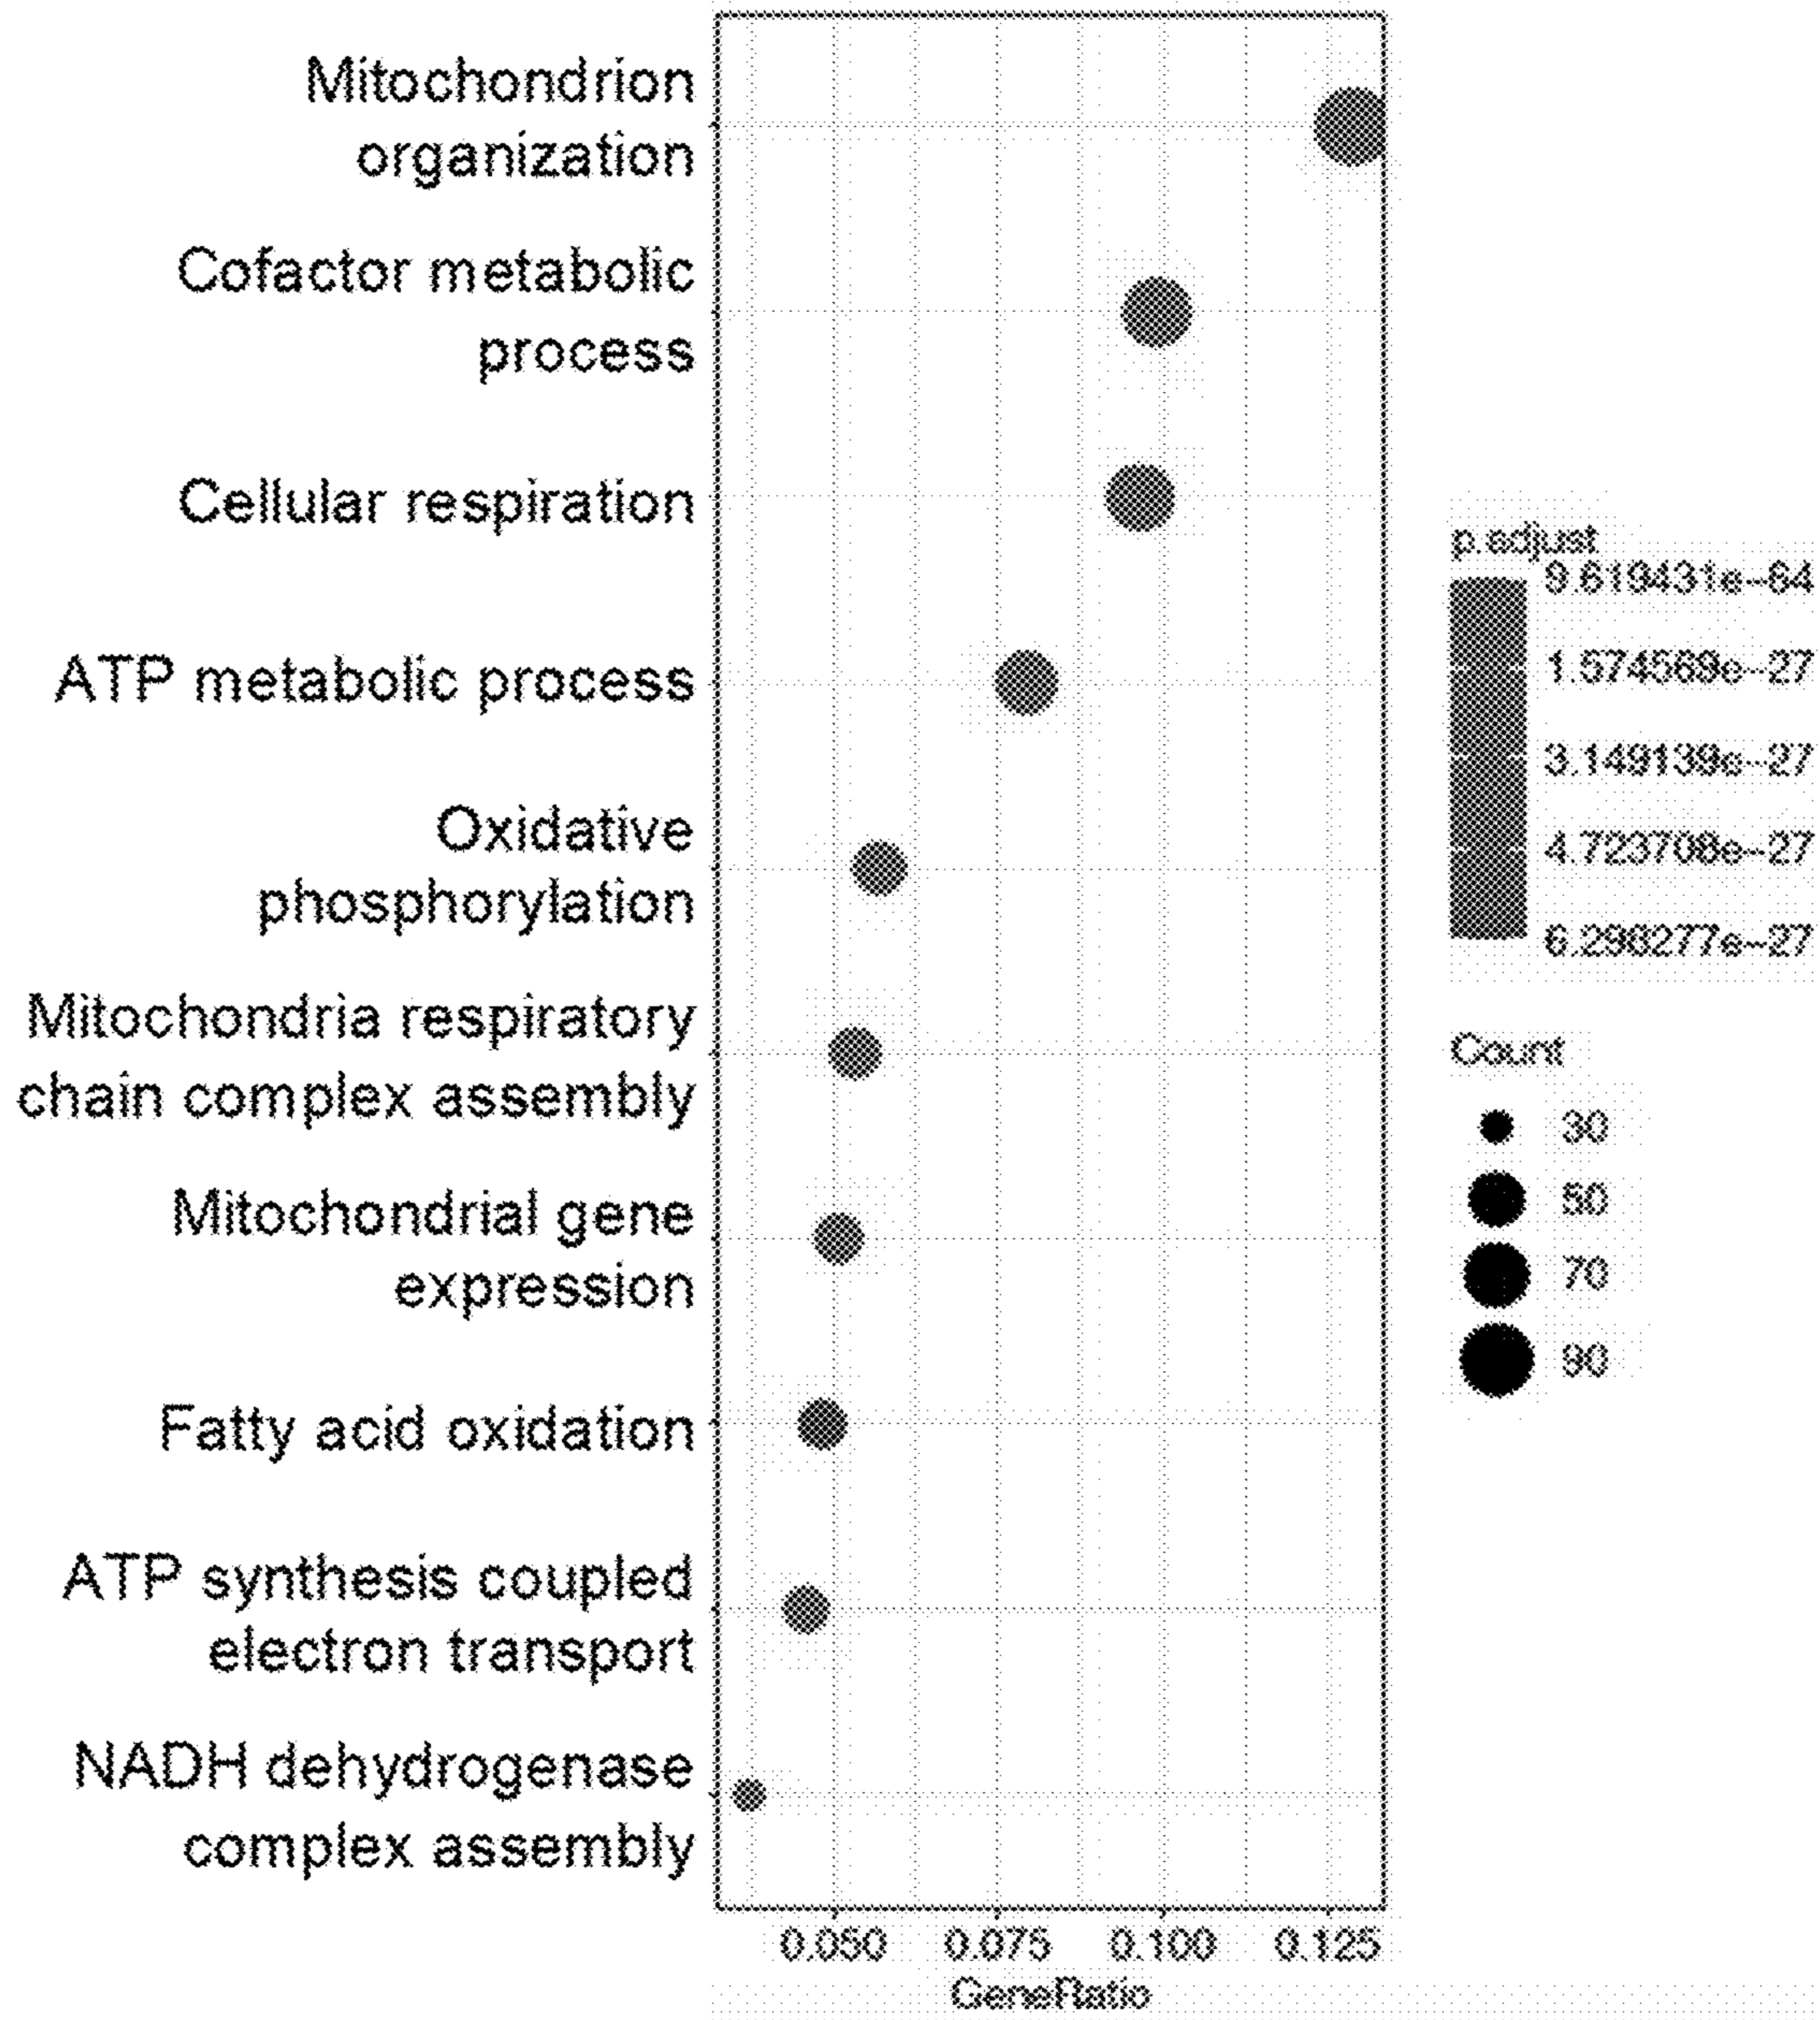 Mitochondrion
organization
Cofactor metabolic
process
Cellular respiration
ATP metabolic process
Oxidative
phosphorylation
Mitochondria respiratory
chain complex assembly
Mitochondrial gene
expression
Fatty acid oxidation
ATP synthesis coupled
electron transport
NADH dehydrogenase
complex assembly
0.050 0.075 0.100 0.125
GeneRatio
p.adjust
9.619431e-64
1.574569e-27
3.149139e-27
4.723708e-27
6.298277e-27
Count
30
50
70
90